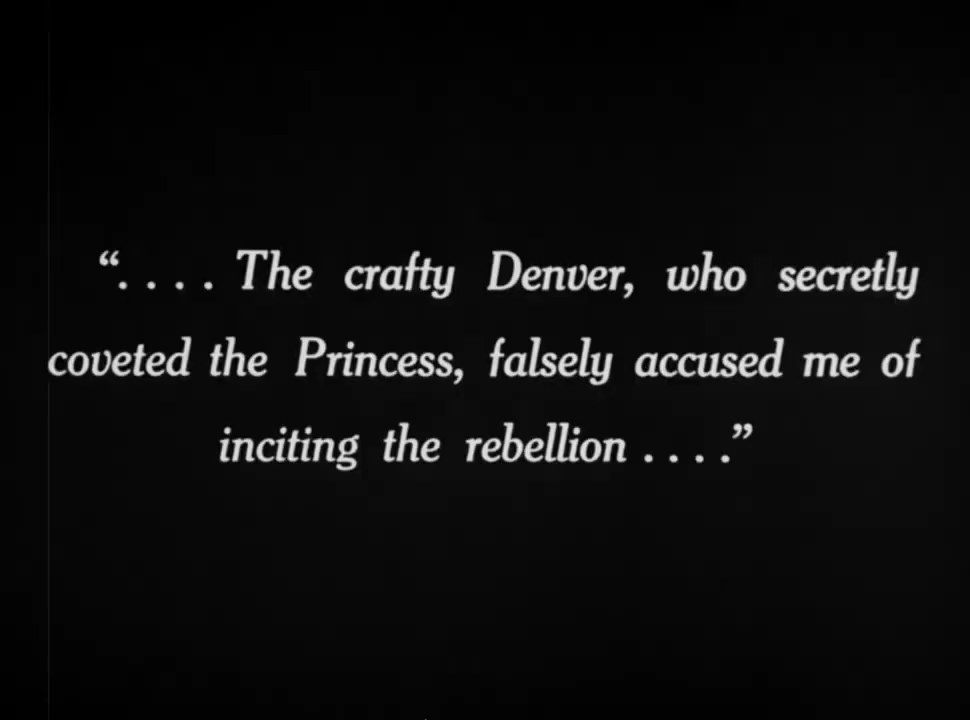 “. . . . The crafty Denver, who secretly
coveted the Princess, falsely accused me of
inciting the rebellion . . . .”